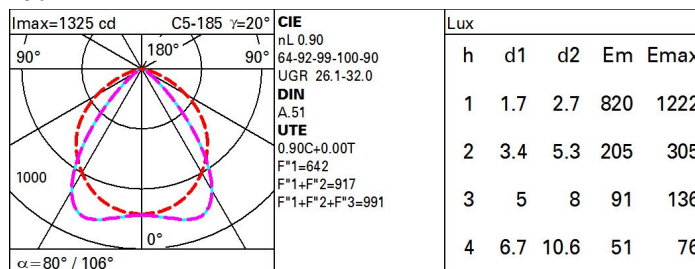 Imax=1325 cd C5-185 γ=20°
90° 180° 90°
1000
0°
α=80° / 106°
CIE
nL 0.90
64-92-99-100-90
UGR 26.1-32.0
DIN
A.51
UTE
0.90C+0.00T
F"1=642
F"1+F"2=917
F"1+F"2+F"3=991
Lux
h d1 d2 Em Emax
1 1.7 2.7 820 1222
2 3.4 5.3 205 305
3 5 8 91 136
4 6.7 10.6 51 76